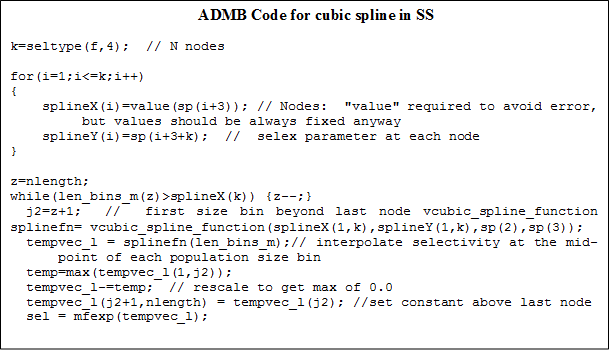 ADMB Code for cubic spline in SS
k=seltype(f,4);  // N nodes
for(i=1;i<=k;i++)
{
splineX(i)=value(sp(i+3)); // Nodes:  "value" required to avoid error,
but values should be always fixed anyway
splineY(i)=sp(i+3+k);  //  selex parameter at each node
}
z=nlength;
while(len_bins_m(z)>splineX(k)) {z--;}
j2=z+1;  //  first size bin beyond last node vcubic_spline_function
splinefn= vcubic_spline_function(splineX(1,k),splineY(1,k),sp(2),sp(3));
tempvec_l = splinefn(len_bins_m);// interpolate selectivity at the mid-
point of each population size bin
temp=max(tempvec_l(1,j2));
tempvec_l-=temp;  // rescale to get max of 0.0
tempvec_l(j2+1,nlength) = tempvec_l(j2); //set constant above last node
sel = mfexp(tempvec_l);